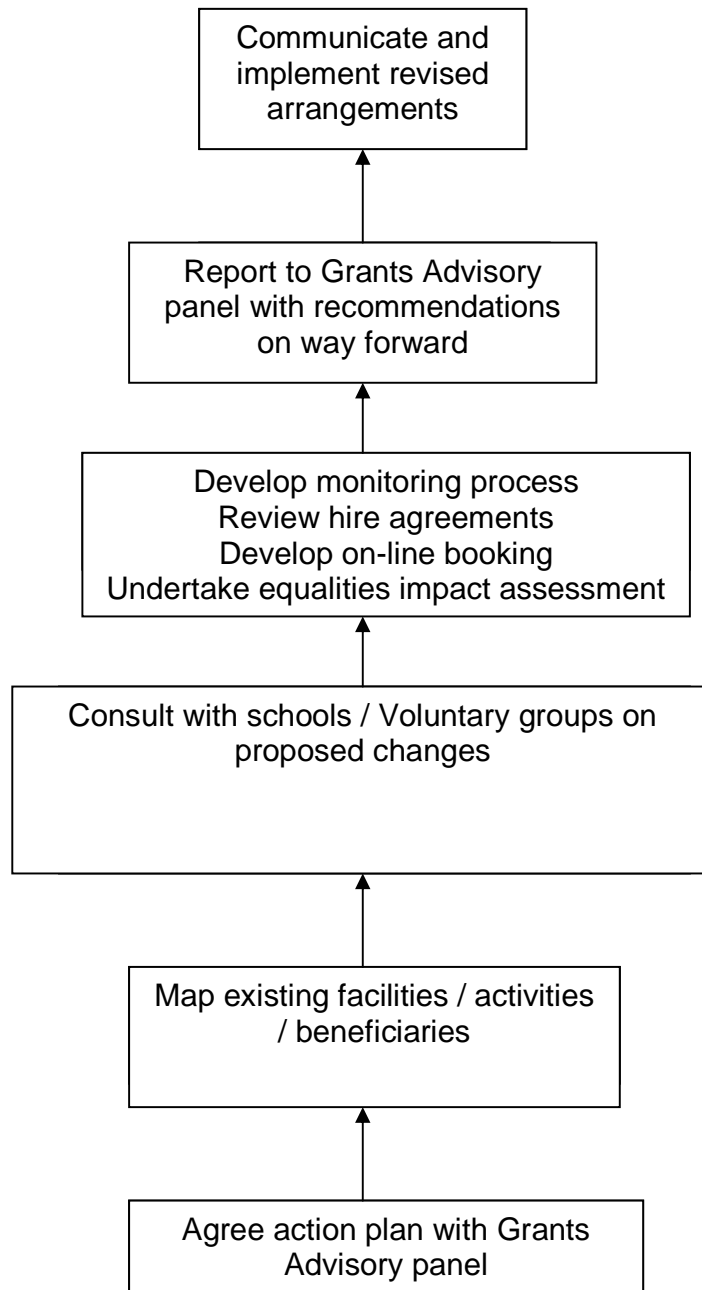 Communicate and
implement revised
arrangements
Report to Grants Advisory
panel with recommendations
on way forward
Develop monitoring process
Review hire agreements
Develop on-line booking
Undertake equalities impact assessment
Consult with schools / Voluntary groups on
proposed changes
Map existing facilities / activities
/ beneficiaries
Agree action plan with Grants
Advisory panel